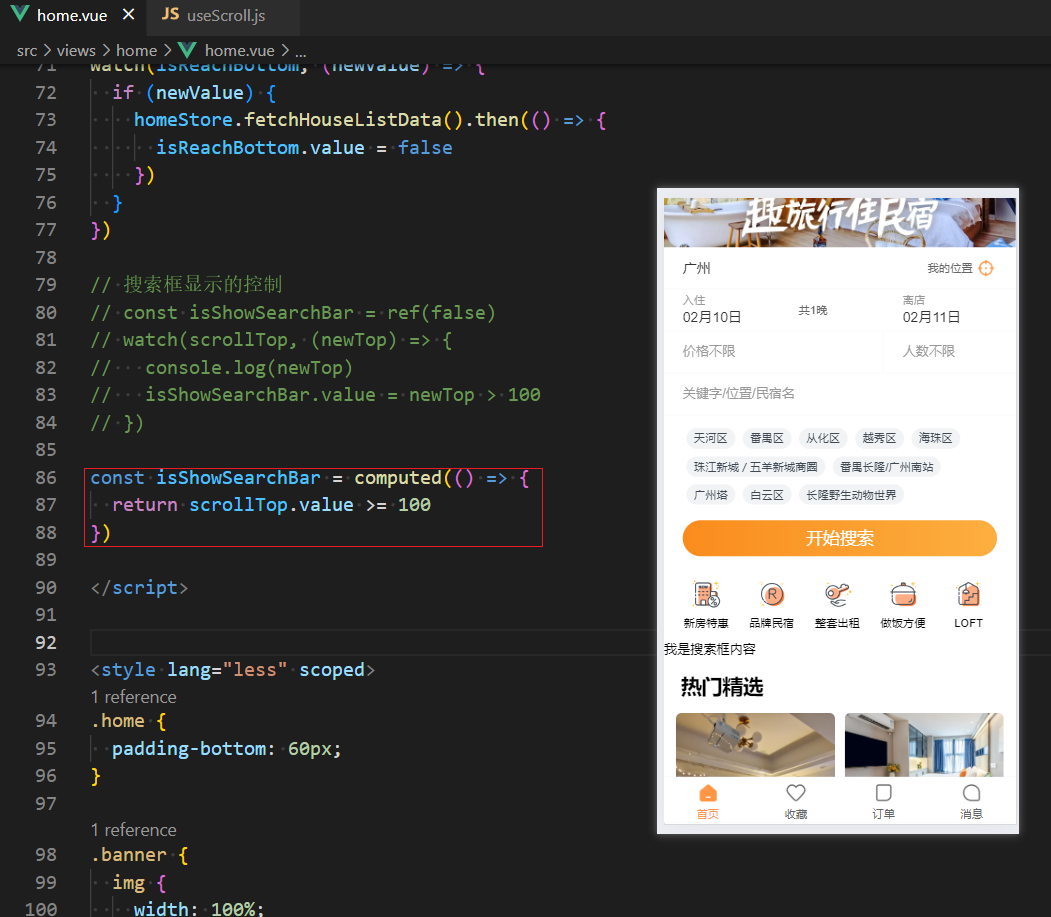 home.vue
JS useScroll.js
src > views > home > home.vue > ...
71 watch(isReachBottom, (newValue) => {
72 if (newValue) {
73 homeStore.fetchHouseListData().then(() => {
74 isReachBottom.value = false
75 })
76 }
77 })
78
79 // 搜索框显示的控制
80 // const isShowSearchBar = ref(false)
81 // watch(scrollTop, (newTop) => {
82 // console.log(newTop)
83 // isShowSearchBar.value = newTop > 100
84 // })
85
86 const isShowSearchBar = computed(() => {
87 return scrollTop.value >= 100
88 })
89
90 </script>
91
92
93 <style lang="less" scoped>
1 reference
94 .home {
95 padding-bottom: 60px;
96 }
97
1 reference
98 .banner {
99 img {
100 width: 100%;
趣旅行住民宿
广州 我的位置
入住 离店
02月10日 共1晚 02月11日
价格不限 人数不限
关键字/位置/民宿名
天河区 番禺区 从化区 越秀区 海珠区
珠江新城 / 五羊新城商圈 番禺长隆/广州南站
广州塔 白云区 长隆野生动物世界
开始搜索
新房特惠 品牌民宿 整套出租 做饭方便 LOFT
我是搜索框内容
热门精选
首页 收藏 订单 消息